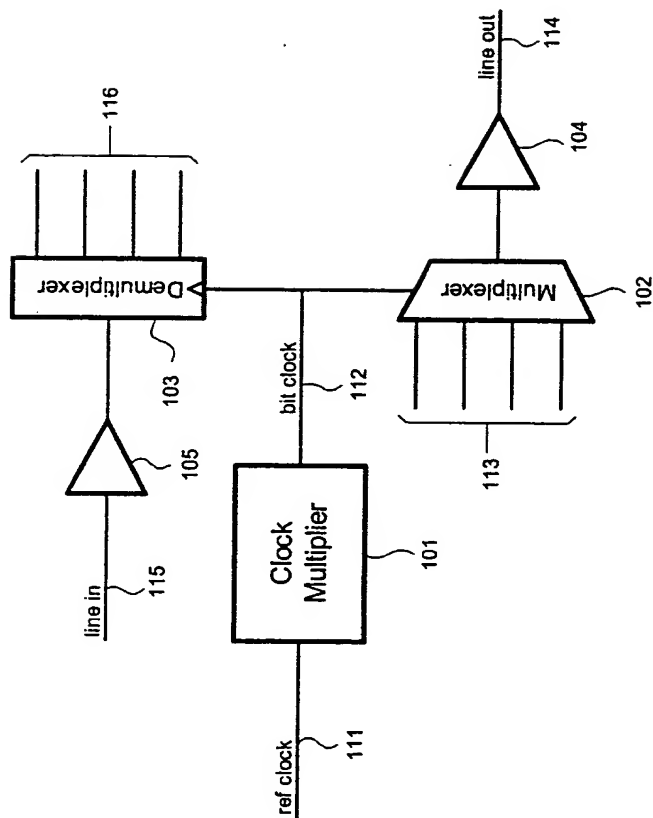 116
line out
114
Demultiplexer
104
103
Multiplexer
102
bit clock
112
105
113
Clock
Multiplier
101
line in
115
ref clock
111